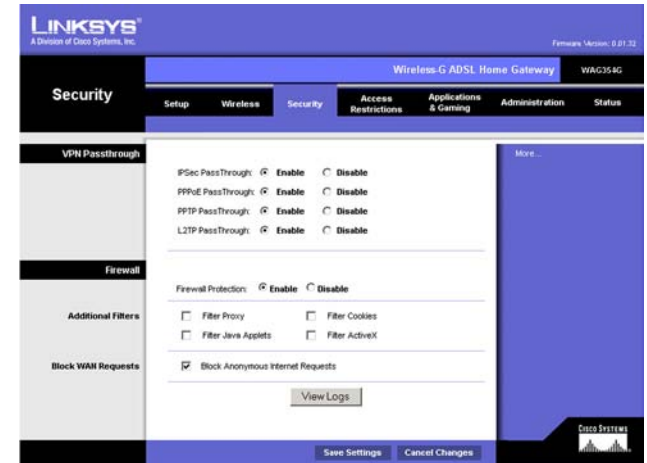 LINKSYS®
A Division of Cisco Systems, Inc.
Firmware Version: 0.01.32
Wireless-G ADSL Home Gateway WAG354G
Security
Setup Wireless Security Access Restrictions Applications & Gaming Administration Status
VPN Passthrough
More...
IPSec PassThrough: Enable Disable
PPPoE PassThrough: Enable Disable
PPTP PassThrough: Enable Disable
L2TP PassThrough: Enable Disable
Firewall
Firewall Protection: Enable Disable
Additional Filters
Filter Proxy Filter Cookies
Filter Java Applets Filter ActiveX
Block WAN Requests
Block Anonymous Internet Requests
View Logs
Save Settings Cancel Changes
CISCO SYSTEMS